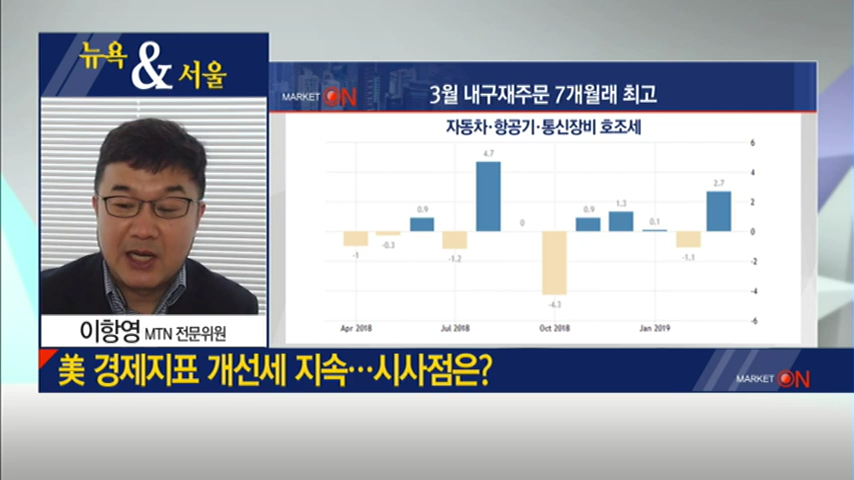 뉴욕 & 서울
MARKET ON
3월 내구재주문 7개월래 최고
자동차·항공기·통신장비 호조세
6
4
2
0
-2
-4
-6
-1
-0.3
0.9
-1.2
4.7
0
-4.3
0.9
1.3
0.1
-1.1
2.7
Apr 2018
Jul 2018
Oct 2018
Jan 2019
이항영 MTN 전문위원
美 경제지표 개선세 지속…시사점은?
MARKET ON